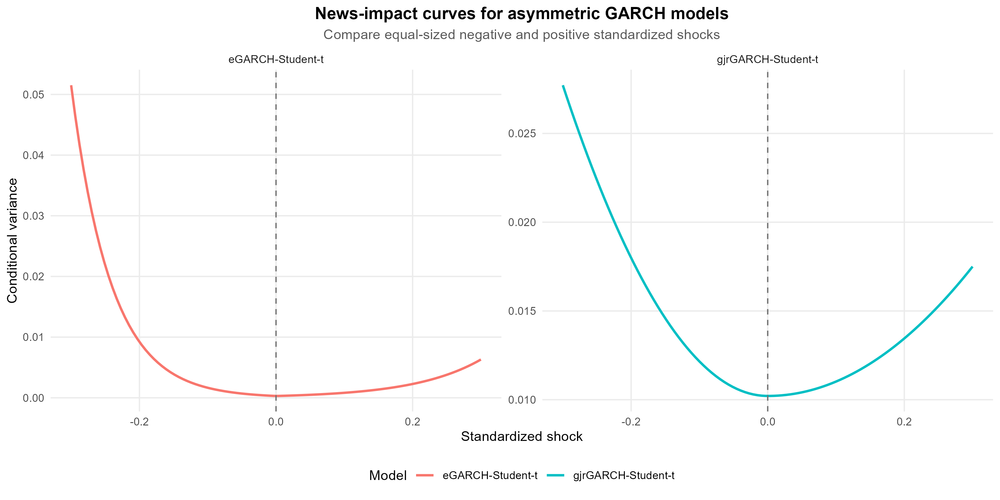 News-impact curves for asymmetric GARCH models
Compare equal-sized negative and positive standardized shocks
eGARCH-Student-t
gjrGARCH-Student-t
Conditional variance
0.05
0.04
0.03
0.02
0.01
0.00
0.025
0.020
0.015
0.010
-0.2
0.0
0.2
-0.2
0.0
0.2
Standardized shock
Model eGARCH-Student-t gjrGARCH-Student-t